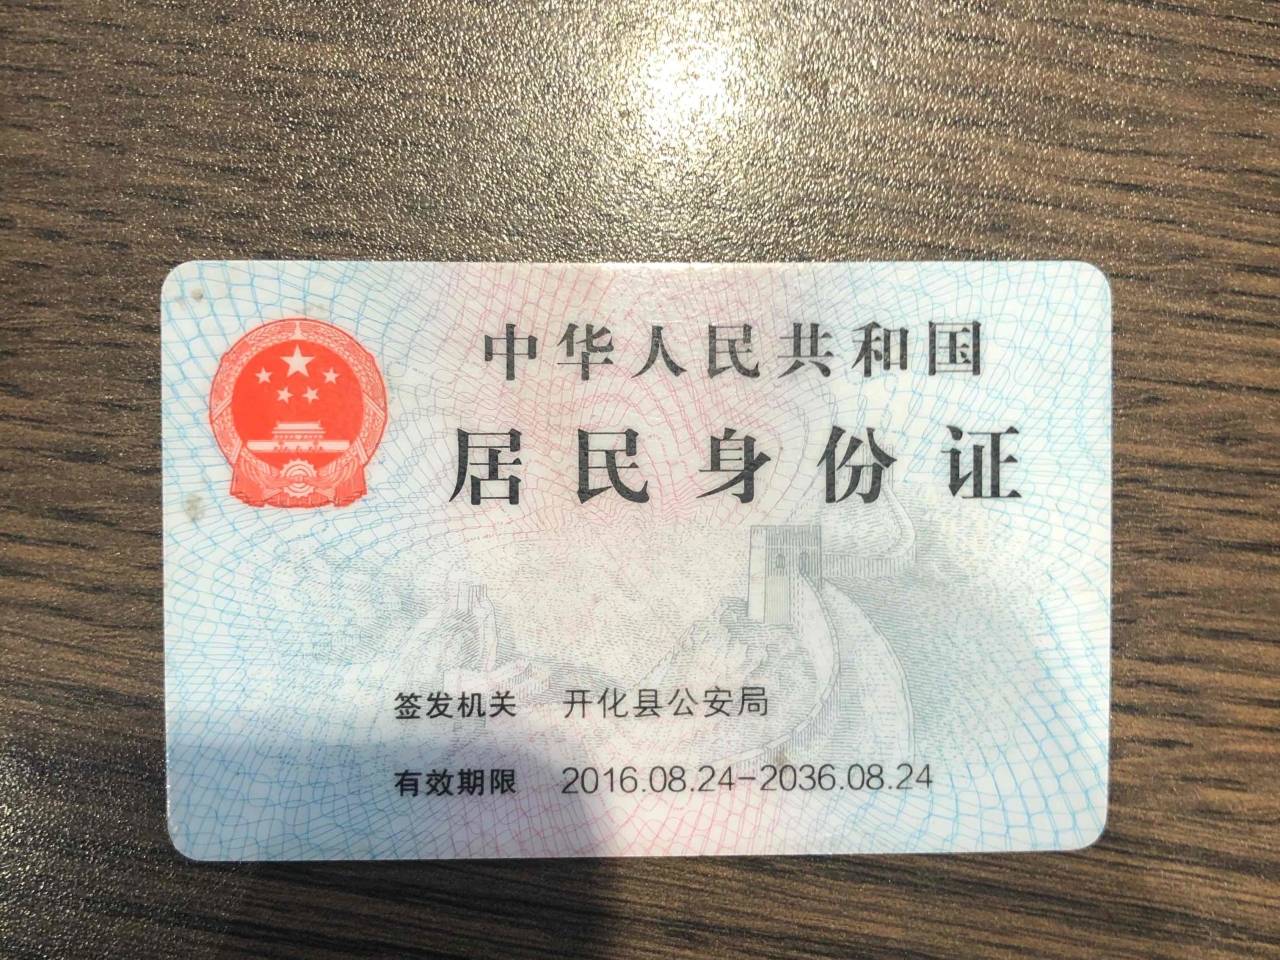 中华人民共和国
居民身份证
签发机关 开化县公安局
有效期限 2016.08.24-2036.08.24